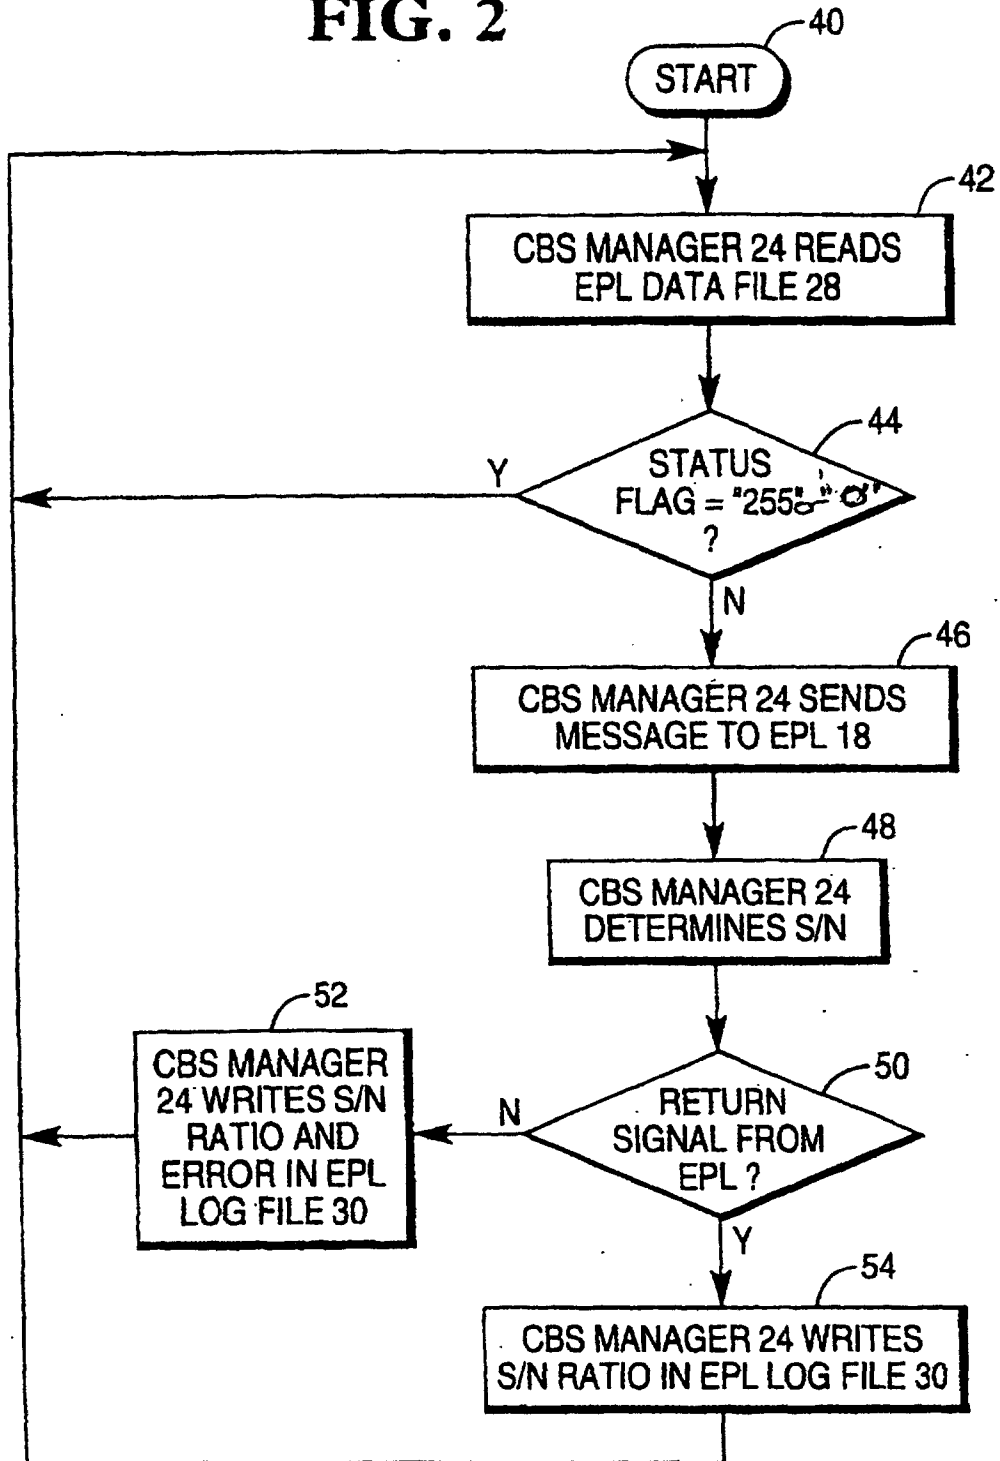 FIG. 2
40
START
42
CBS MANAGER 24 READS
EPL DATA FILE 28
44
STATUS
FLAG = "255" or "0"
?
Y
N
46
CBS MANAGER 24 SENDS
MESSAGE TO EPL 18
48
CBS MANAGER 24
DETERMINES S/N
50
RETURN
SIGNAL FROM
EPL ?
N
Y
52
CBS MANAGER
24 WRITES S/N
RATIO AND
ERROR IN EPL
LOG FILE 30
54
CBS MANAGER 24 WRITES
S/N RATIO IN EPL LOG FILE 30